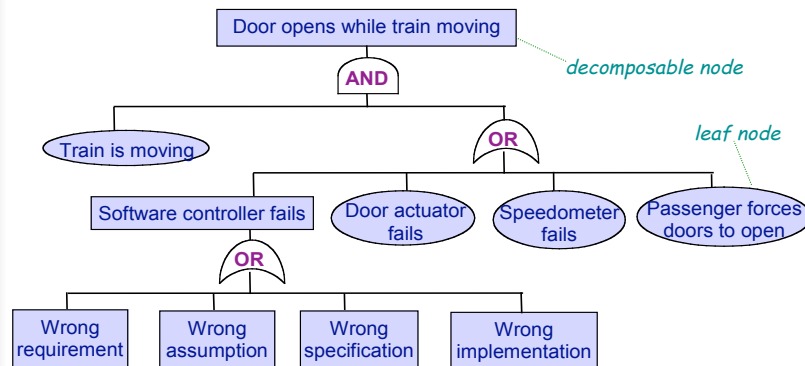 Door opens while train moving
decomposable node
AND
leaf node
Train is moving
OR
Software controller fails
Door actuator
fails
Speedometer
fails
Passenger forces
doors to open
OR
Wrong
requirement
Wrong
assumption
Wrong
specification
Wrong
implementation